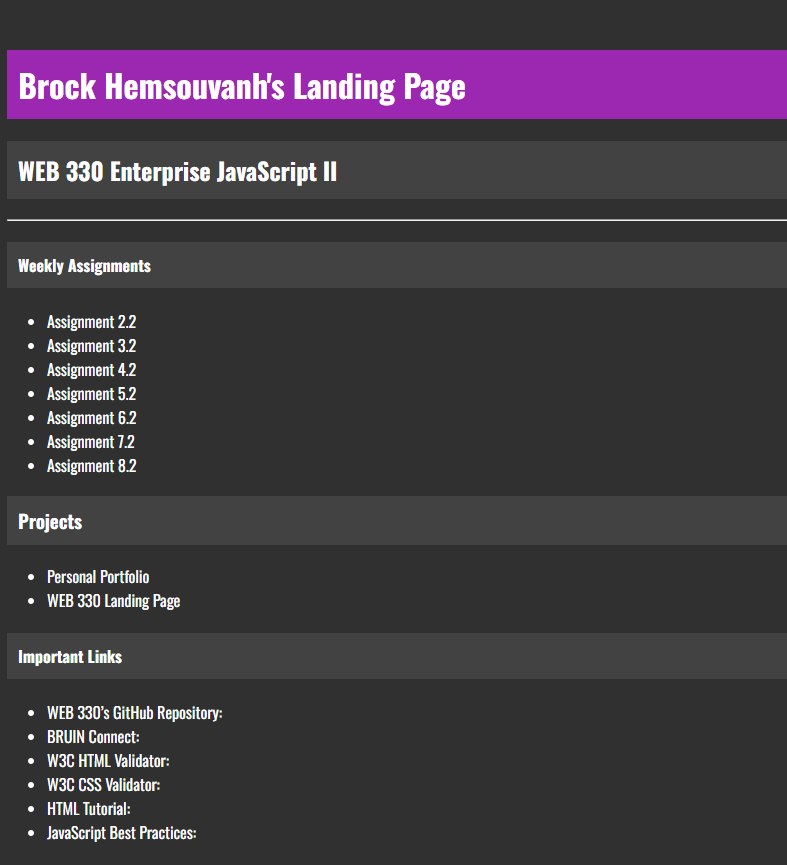 Brock Hemsouvanh's Landing Page
WEB 330 Enterprise JavaScript II
Weekly Assignments
Assignment 2.2
Assignment 3.2
Assignment 4.2
Assignment 5.2
Assignment 6.2
Assignment 7.2
Assignment 8.2
Projects
Personal Portfolio
WEB 330 Landing Page
Important Links
WEB 330’s GitHub Repository:
BRUIN Connect:
W3C HTML Validator:
W3C CSS Validator:
HTML Tutorial:
JavaScript Best Practices: